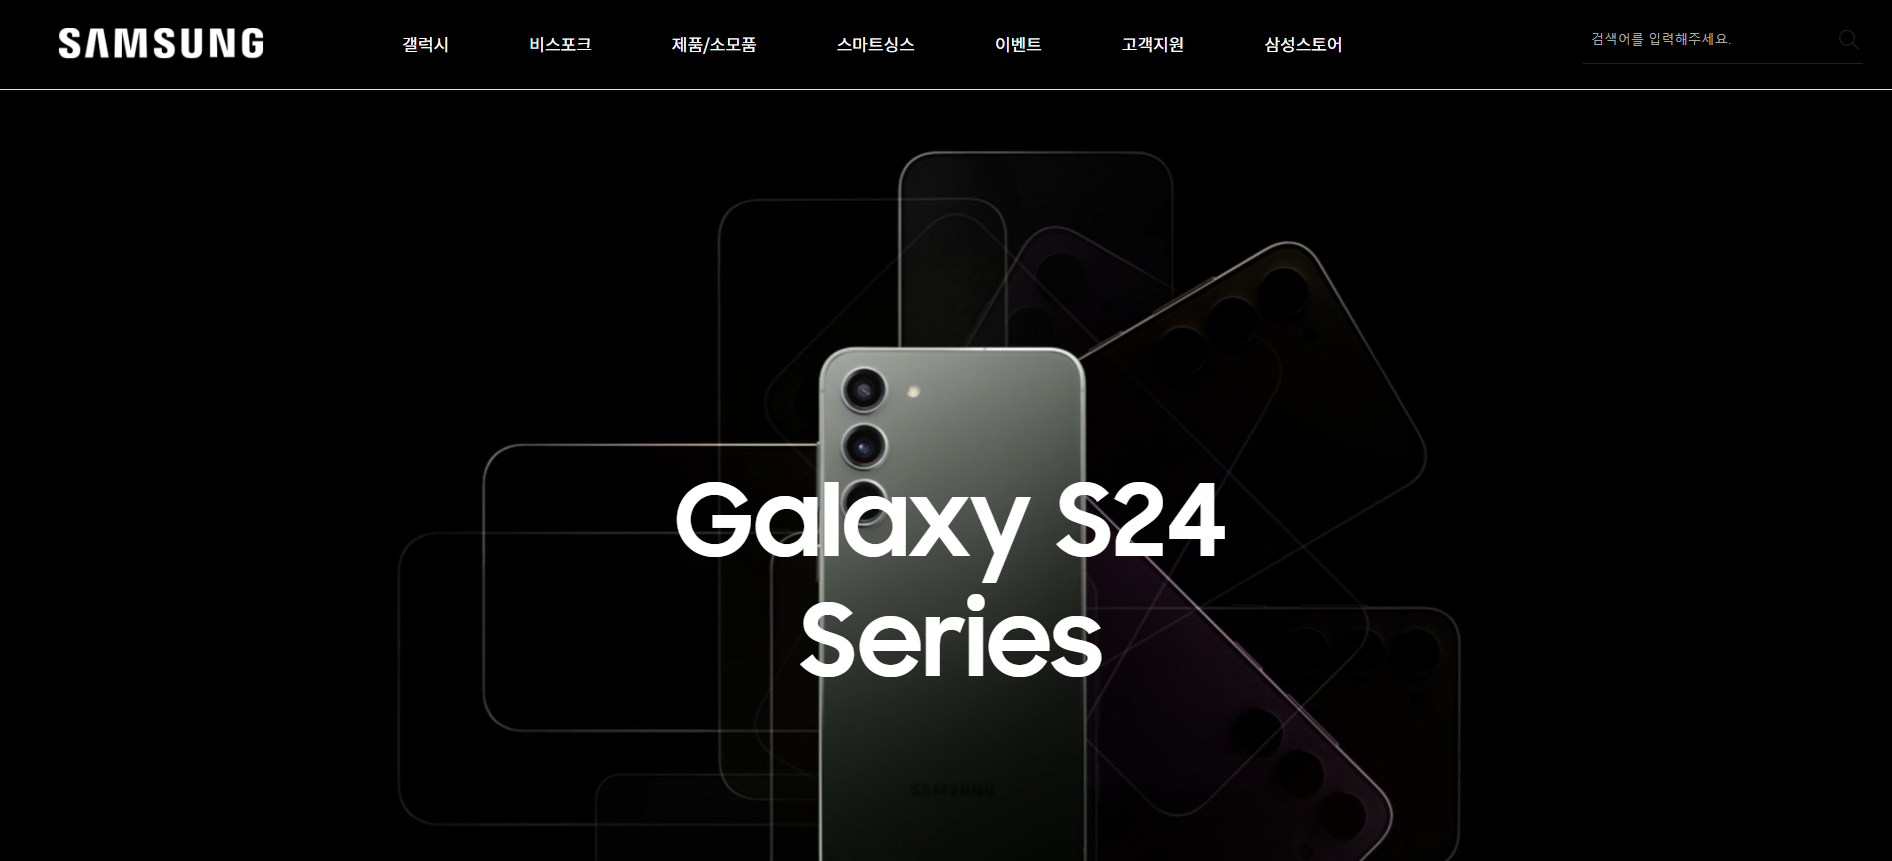 SAMSUNG
갤럭시
비스포크
제품/소모품
스마트싱스
이벤트
고객지원
삼성스토어
검색어를 입력해주세요.
Galaxy S24
Series
SAMSUNG